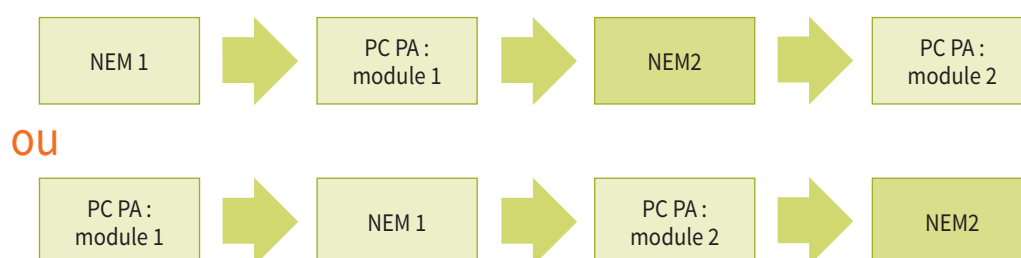 NEM 1
PC PA :
module 1
NEM2
PC PA :
module 2
ou
PC PA :
module 1
NEM 1
PC PA :
module 2
NEM2